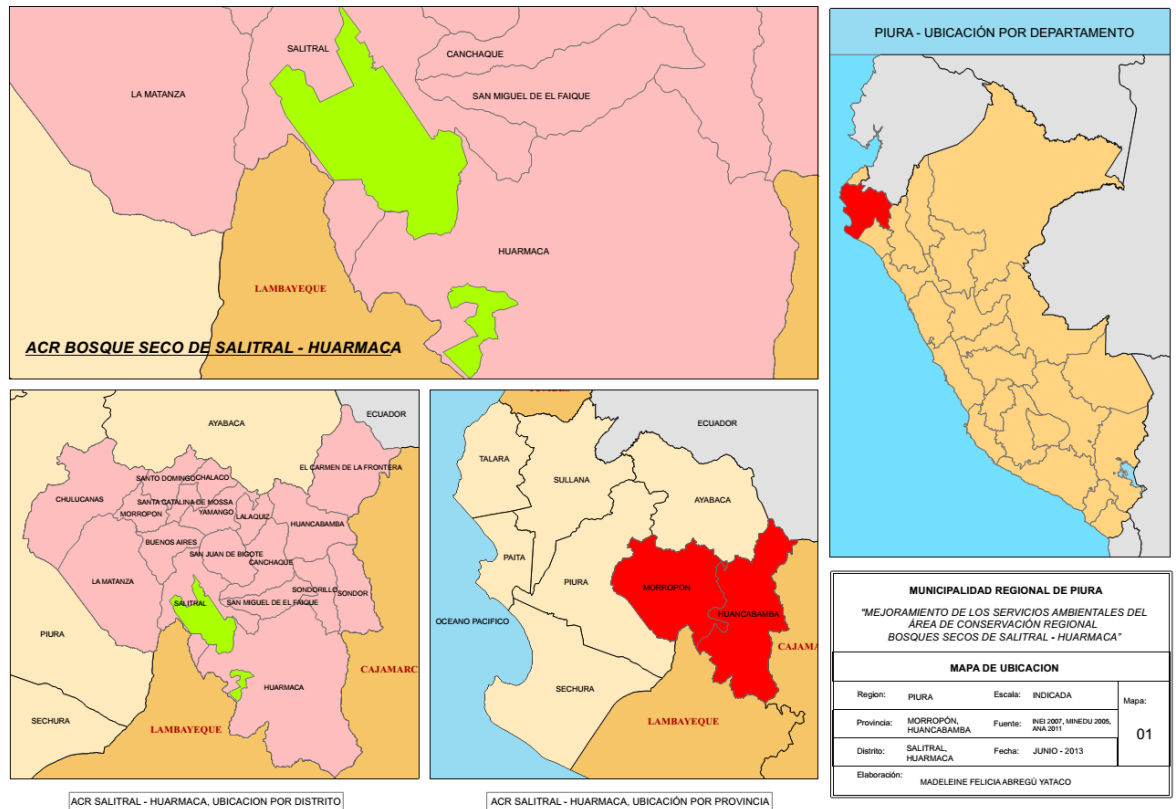 SALITRAL
CANCHAQUE
LA MATANZA
SAN MIGUEL DE EL FAIQUE
HUARMACA
LAMBAYEQUE
ACR BOSQUE SECO DE SALITRAL - HUARMACA
PIURA - UBICACIÓN POR DEPARTAMENTO
ECUADOR
AYABACA
EL CARMEN DE LA FRONTERA
SANTO DOMINGO
CHALACO
CHULUCANAS
SANTA CATALINA DE MOSSA
MORROPON
YAMANGO
LALAQUIZ
HUANCABAMBA
BUENOS AIRES
SAN JUAN DE BIGOTE
CANCHAQUE
LA MATANZA
SONDORILLO
SONDOR
SALITRAL
SAN MIGUEL DE EL FAIQUE
PIURA
CAJAMARC
HUARMACA
SECHURA
LAMBAYEQUE
ACR SALITRAL - HUARMACA, UBICACION POR DISTRITO
ECUADOR
TALARA
SULLANA
AYABACA
PAITA
PIURA
MORROPON
HUANCABAMBA
OCEANO PACIFICO
CAJAMA
SECHURA
LAMBAYEQUE
ACR SALITRAL - HUARMACA, UBICACIÓN POR PROVINCIA
MUNICIPALIDAD REGIONAL DE PIURA
"MEJORAMIENTO DE LOS SERVICIOS AMBIENTALES DEL
ÁREA DE CONSERVACIÓN REGIONAL
BOSQUES SECOS DE SALITRAL - HUARMACA"
MAPA DE UBICACION
Region: PIURA Escala: INDICADA
Mapa:
01
Provincia: MORROPÓN,
HUANCABAMBA
Fuente: INEI 2007, MINEDU 2005,
ANA 2011
Distrito: SALITRAL,
HUARMACA
Fecha: JUNIO - 2013
Elaboración: MADELEINE FELICIA ABREGÚ YATACO